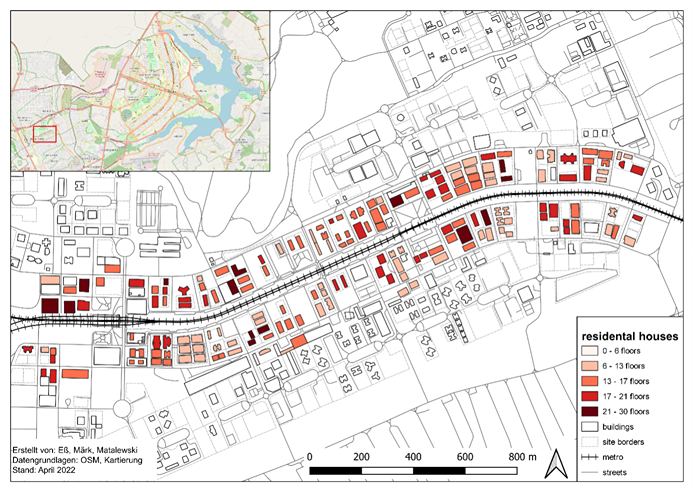 residental houses
0 - 6 floors
6 - 13 floors
13 - 17 floors
17 - 21 floors
21 - 30 floors
buildings
site borders
metro
streets
Erstellt von: Eß, Märk, Matalewski
Datengrundlagen: OSM, Kartierung
Stand: April 2022
0 200 400 600 800 m